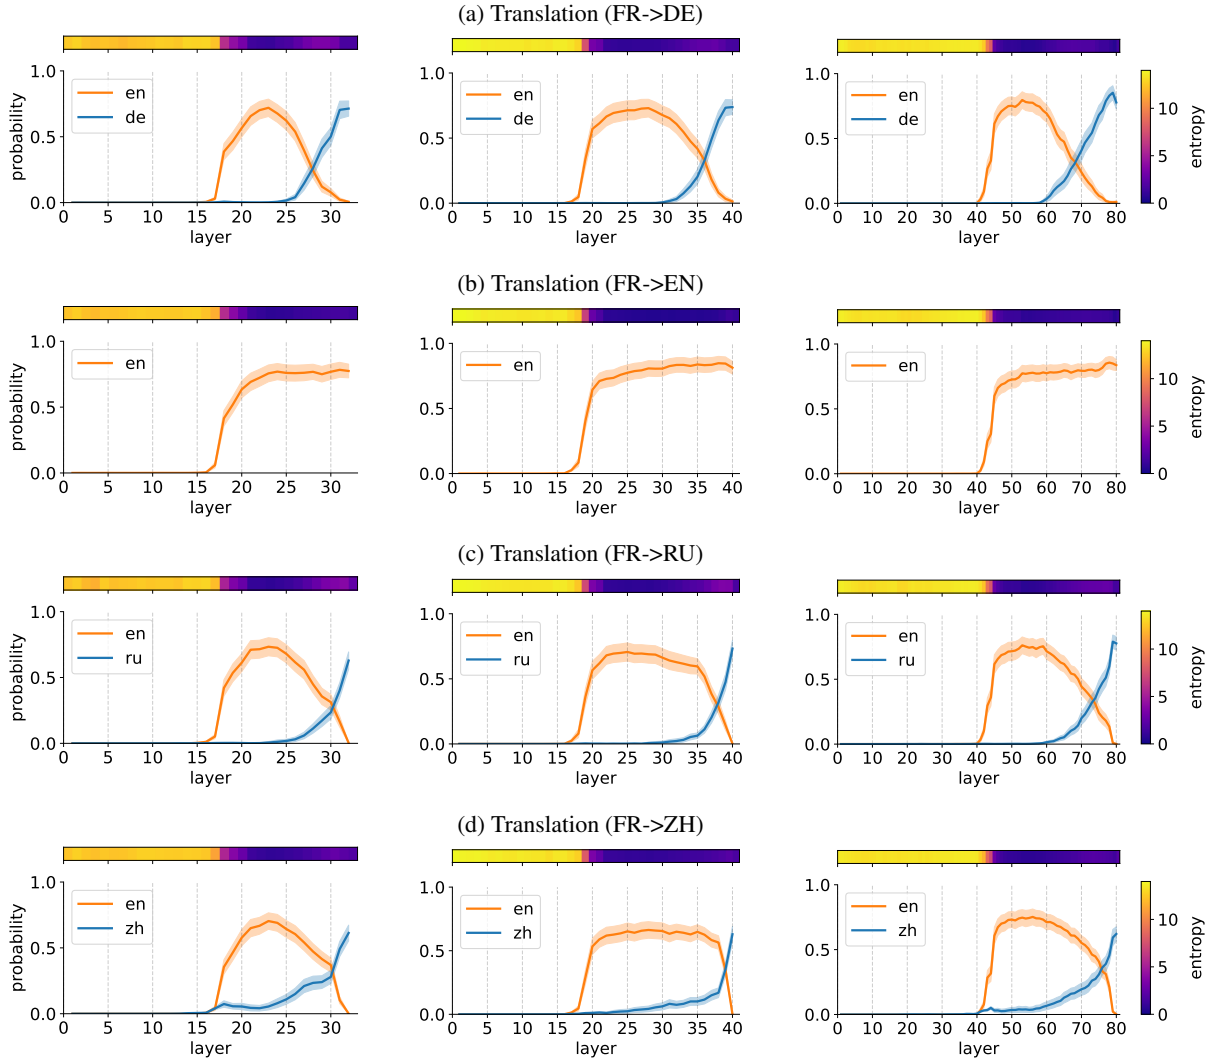 (a) Translation (FR->DE)
1.0
0.5
0.0
probability
en
de
0 5 10 15 20 25 30
layer
1.0
0.5
0.0
en
de
0 5 10 15 20 25 30 35 40
layer
1.0
0.5
0.0
en
de
0 10 20 30 40 50 60 70 80
layer
10
5
0
entropy
(b) Translation (FR->EN)
1.0
0.5
0.0
probability
en
0 5 10 15 20 25 30
layer
1.0
0.5
0.0
en
0 5 10 15 20 25 30 35 40
layer
1.0
0.5
0.0
en
0 10 20 30 40 50 60 70 80
layer
10
5
0
entropy
(c) Translation (FR->RU)
1.0
0.5
0.0
probability
en
ru
0 5 10 15 20 25 30
layer
1.0
0.5
0.0
en
ru
0 5 10 15 20 25 30 35 40
layer
1.0
0.5
0.0
en
ru
0 10 20 30 40 50 60 70 80
layer
10
5
0
entropy
(d) Translation (FR->ZH)
1.0
0.5
0.0
probability
en
zh
0 5 10 15 20 25 30
layer
1.0
0.5
0.0
en
zh
0 5 10 15 20 25 30 35 40
layer
1.0
0.5
0.0
en
zh
0 10 20 30 40 50 60 70 80
layer
10
5
0
entropy